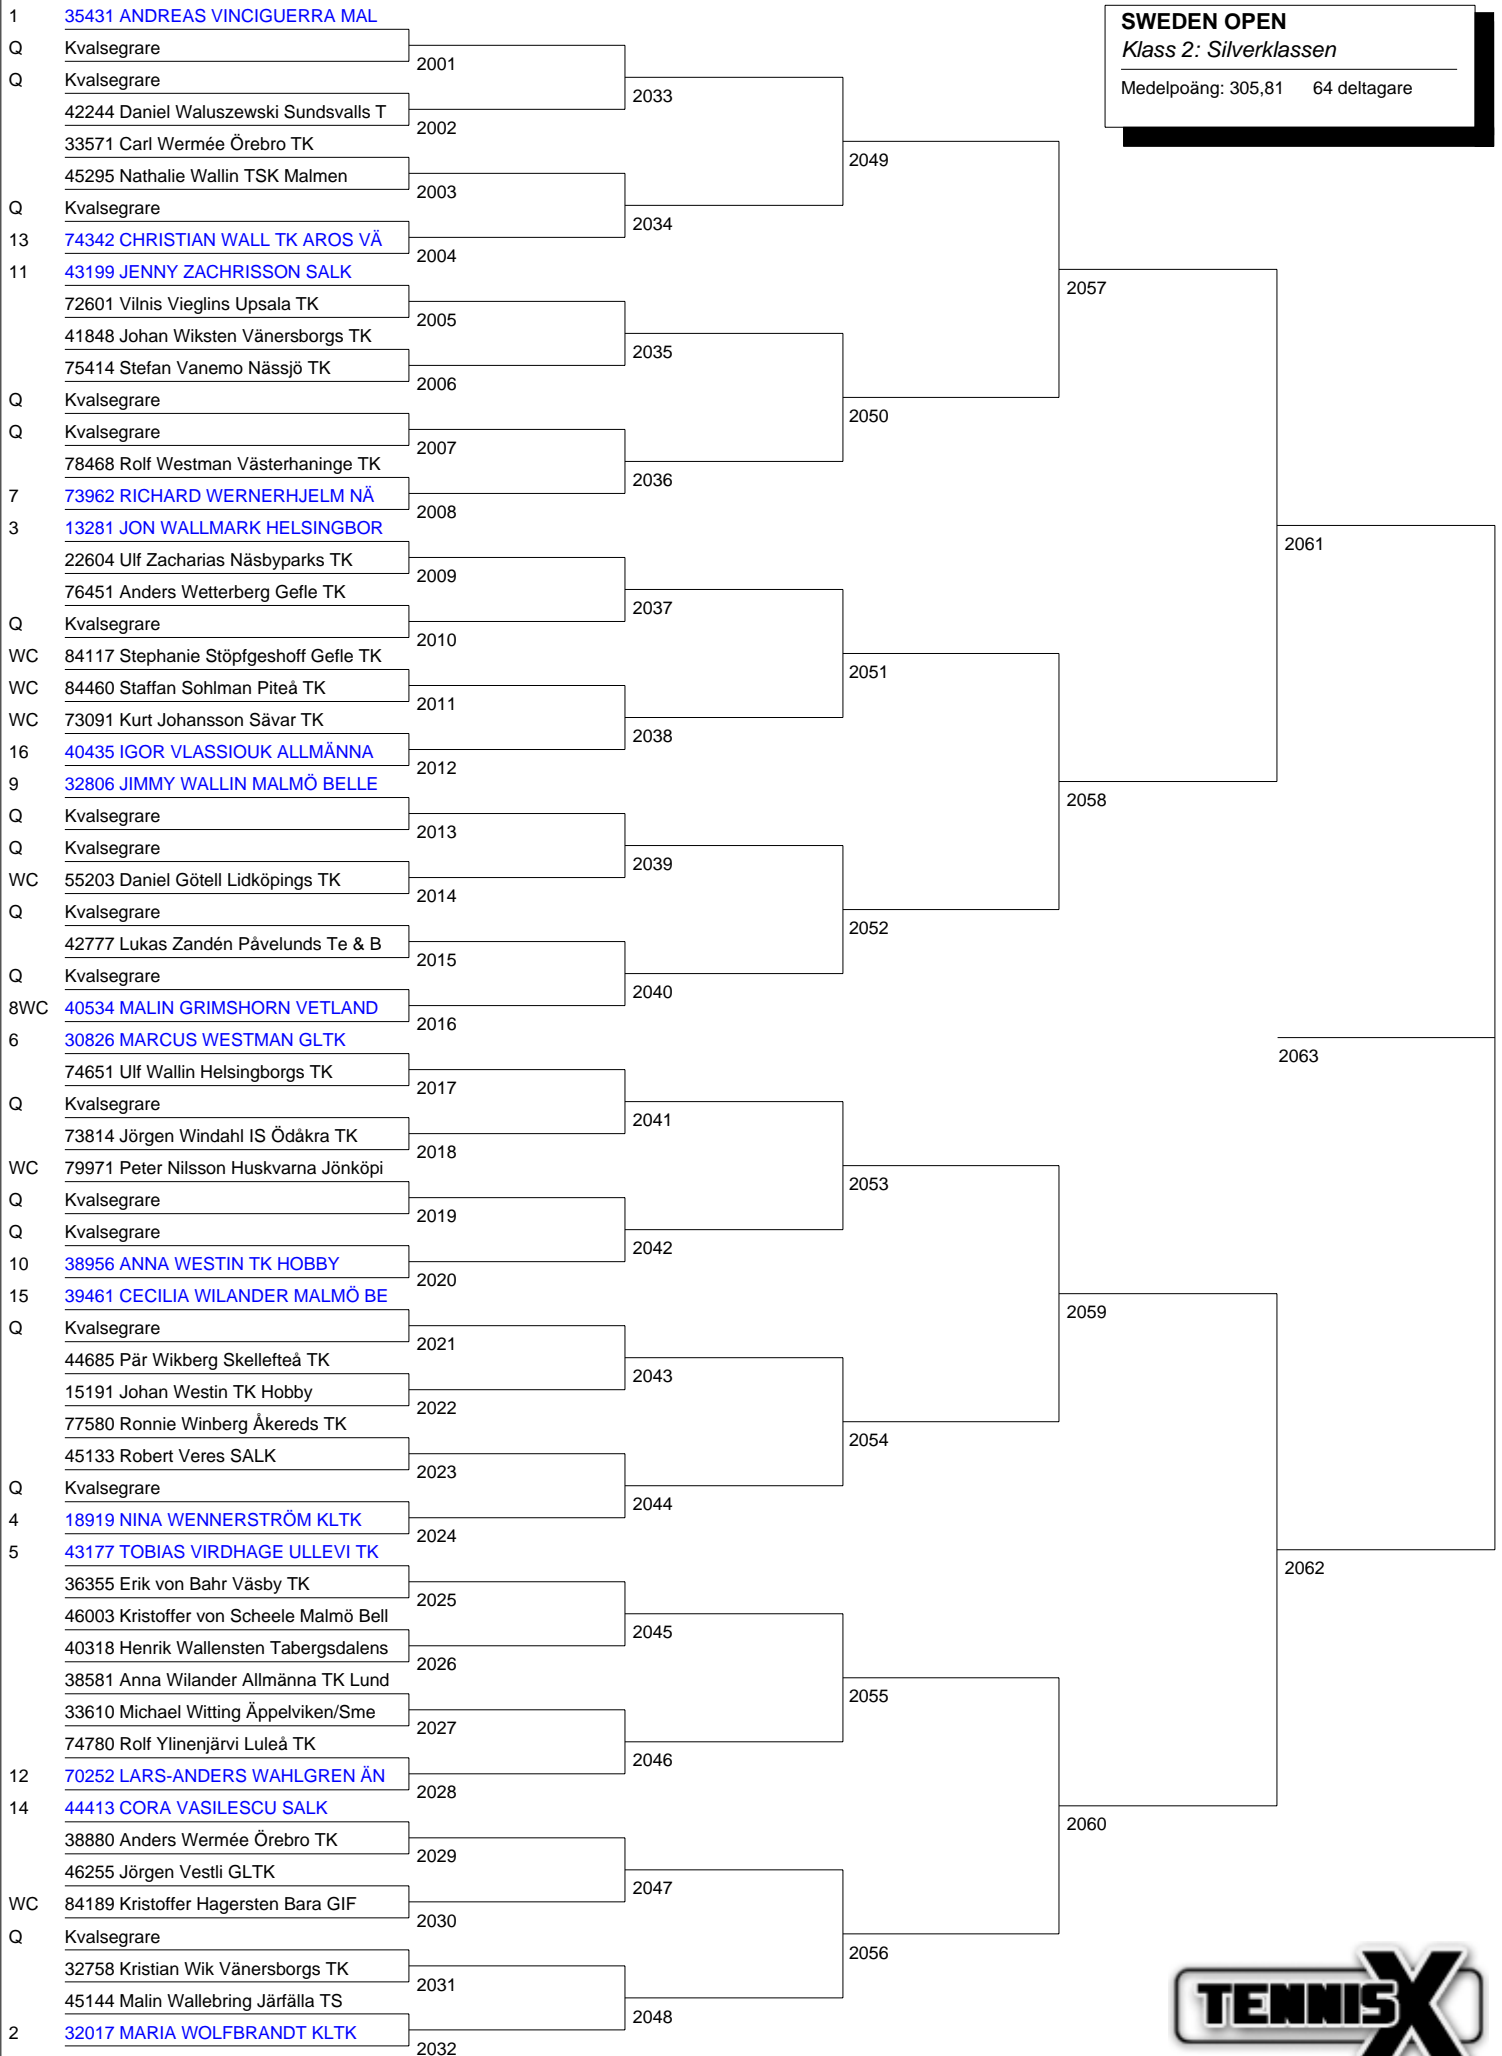 SWEDEN OPEN
Klass 2: Silverklassen
Medelpoäng: 305,81 64 deltagare
1 35431 ANDREAS VINCIGUERRA MAL
Q Kvalsegrare
2001
Q Kvalsegrare
2033
42244 Daniel Waluszewski Sundsvalls T
2002
33571 Carl Wermée Örebro TK
2049
45295 Nathalie Wallin TSK Malmen
2003
Q Kvalsegrare
2034
13 74342 CHRISTIAN WALL TK AROS VÄ
2004
11 43199 JENNY ZACHRISSON SALK
2057
72601 Vilnis Vieglins Upsala TK
2005
41848 Johan Wiksten Vänersborgs TK
2035
75414 Stefan Vanemo Nässjö TK
2006
Q Kvalsegrare
2050
Q Kvalsegrare
2007
78468 Rolf Westman Västerhaninge TK
2036
7 73962 RICHARD WERNERHJELM NÄ
2008
3 13281 JON WALLMARK HELSINGBOR
2061
22604 Ulf Zacharias Näsbyparks TK
2009
76451 Anders Wetterberg Gefle TK
2037
Q Kvalsegrare
2010
WC 84117 Stephanie Stöpfgeshoff Gefle TK
2051
WC 84460 Staffan Sohlman Piteå TK
2011
WC 73091 Kurt Johansson Sävar TK
2038
16 40435 IGOR VLASSIOUK ALLMÄNNA
2012
9 32806 JIMMY WALLIN MALMÖ BELLE
2058
Q Kvalsegrare
2013
Q Kvalsegrare
2039
WC 55203 Daniel Götell Lidköpings TK
2014
Q Kvalsegrare
2052
42777 Lukas Zandén Påvelunds Te & B
2015
Q Kvalsegrare
2040
8WC 40534 MALIN GRIMSHORN VETLAND
2016
6 30826 MARCUS WESTMAN GLTK
2063
74651 Ulf Wallin Helsingborgs TK
2017
Q Kvalsegrare
2041
73814 Jörgen Windahl IS Ödåkra TK
2018
WC 79971 Peter Nilsson Huskvarna Jönköpi
2053
Q Kvalsegrare
2019
Q Kvalsegrare
2042
10 38956 ANNA WESTIN TK HOBBY
2020
15 39461 CECILIA WILANDER MALMÖ BE
2059
Q Kvalsegrare
2021
44685 Pär Wikberg Skellefteå TK
2043
15191 Johan Westin TK Hobby
2022
77580 Ronnie Winberg Åkereds TK
2054
45133 Robert Veres SALK
2023
Q Kvalsegrare
2044
4 18919 NINA WENNERSTRÖM KLTK
2024
5 43177 TOBIAS VIRDHAGE ULLEVI TK
2062
36355 Erik von Bahr Väsby TK
2025
46003 Kristoffer von Scheele Malmö Bell
2045
40318 Henrik Wallensten Tabergsdalens
2026
38581 Anna Wilander Allmänna TK Lund
2055
33610 Michael Witting Äppelviken/Sme
2027
74780 Rolf Ylinenjärvi Luleå TK
2046
12 70252 LARS-ANDERS WAHLGREN ÄN
2028
14 44413 CORA VASILESCU SALK
2060
38880 Anders Wermée Örebro TK
2029
46255 Jörgen Vestli GLTK
2047
WC 84189 Kristoffer Hagersten Bara GIF
2030
Q Kvalsegrare
2056
32758 Kristian Wik Vänersborgs TK
2031
45144 Malin Wallebring Järfälla TS
2048
2 32017 MARIA WOLFBRANDT KLTK
2032
TENNISX